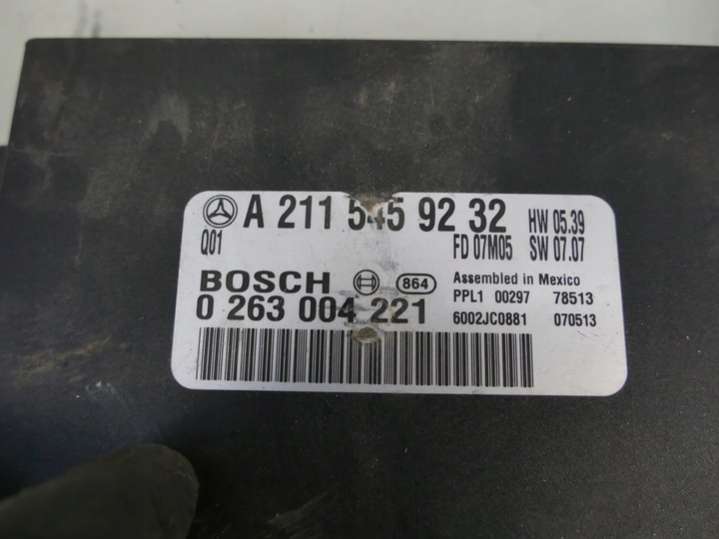 A 211 545 92 32 HW 05.39
Q01 FD 07M05 SW 07.07
BOSCH 864 Assembled in Mexico
0 263 004 221 PPL1 00297 78513
6002JC0881 070513